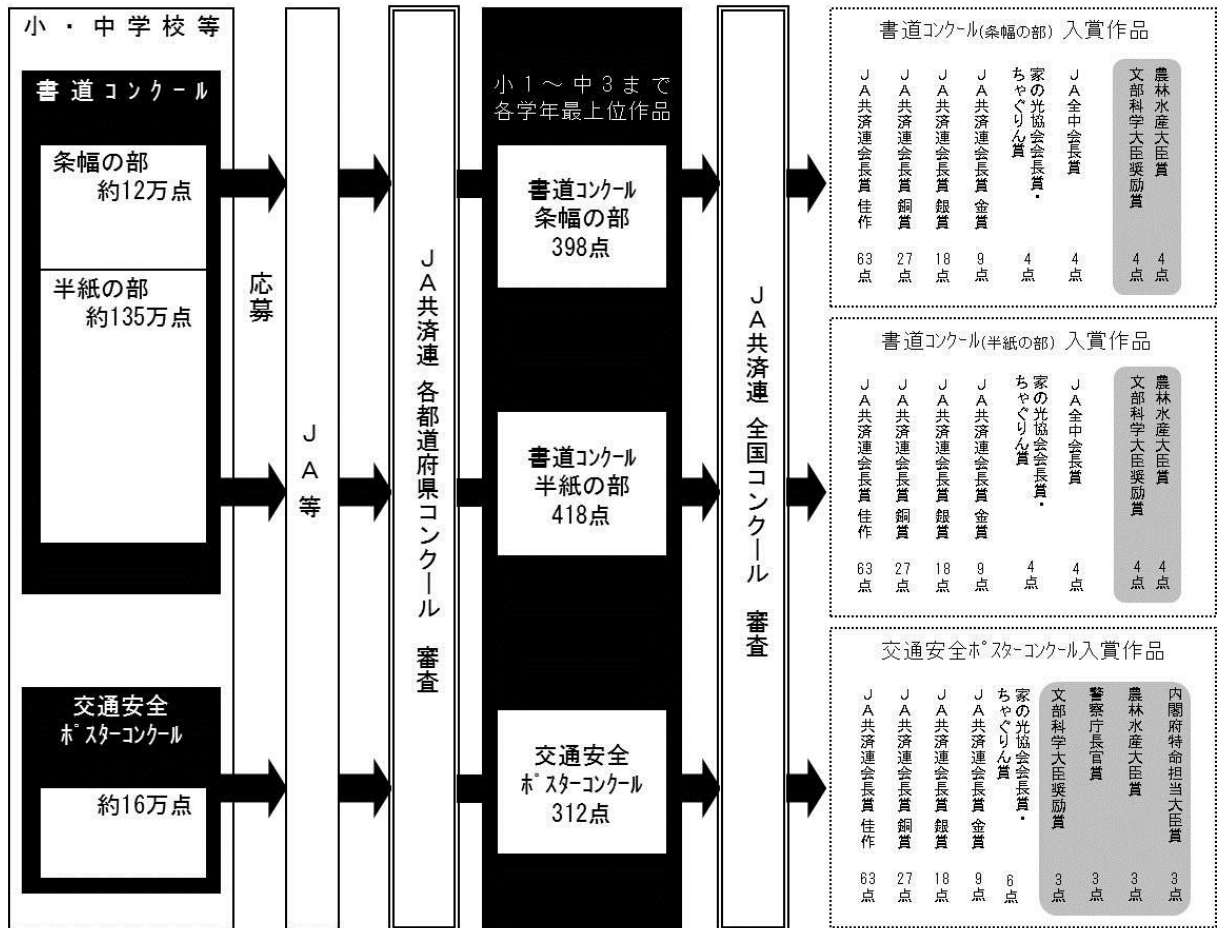 小・中学校等
書道コンクール
条幅の部
約12万点
半紙の部
約135万点
交通安全
ポスターコンクール
約16万点
応募
ＪＡ等
ＪＡ共済連 各都道府県コンクール 審査
小1～中3まで
各学年最上位作品
書道コンクール
条幅の部
398点
書道コンクール
半紙の部
418点
交通安全
ポスターコンクール
312点
ＪＡ共済連 全国コンクール 審査
書道コンクール(条幅の部) 入賞作品
農林水産大臣賞 4点
文部科学大臣奨励賞 4点
ＪＡ全中会長賞 4点
家の光協会会長賞・
ちゃぐりん賞 4点
ＪＡ共済連会長賞 金賞 9点
ＪＡ共済連会長賞 銀賞 18点
ＪＡ共済連会長賞 銅賞 27点
ＪＡ共済連会長賞 佳作 63点
書道コンクール(半紙の部) 入賞作品
農林水産大臣賞 4点
文部科学大臣奨励賞 4点
ＪＡ全中会長賞 4点
家の光協会会長賞・
ちゃぐりん賞 4点
ＪＡ共済連会長賞 金賞 9点
ＪＡ共済連会長賞 銀賞 18点
ＪＡ共済連会長賞 銅賞 27点
ＪＡ共済連会長賞 佳作 63点
交通安全ポスターコンクール入賞作品
内閣府特命担当大臣賞 3点
農林水産大臣賞 3点
警察庁長官賞 3点
文部科学大臣奨励賞 3点
家の光協会会長賞・
ちゃぐりん賞 6点
ＪＡ共済連会長賞 金賞 9点
ＪＡ共済連会長賞 銀賞 18点
ＪＡ共済連会長賞 銅賞 27点
ＪＡ共済連会長賞 佳作 63点